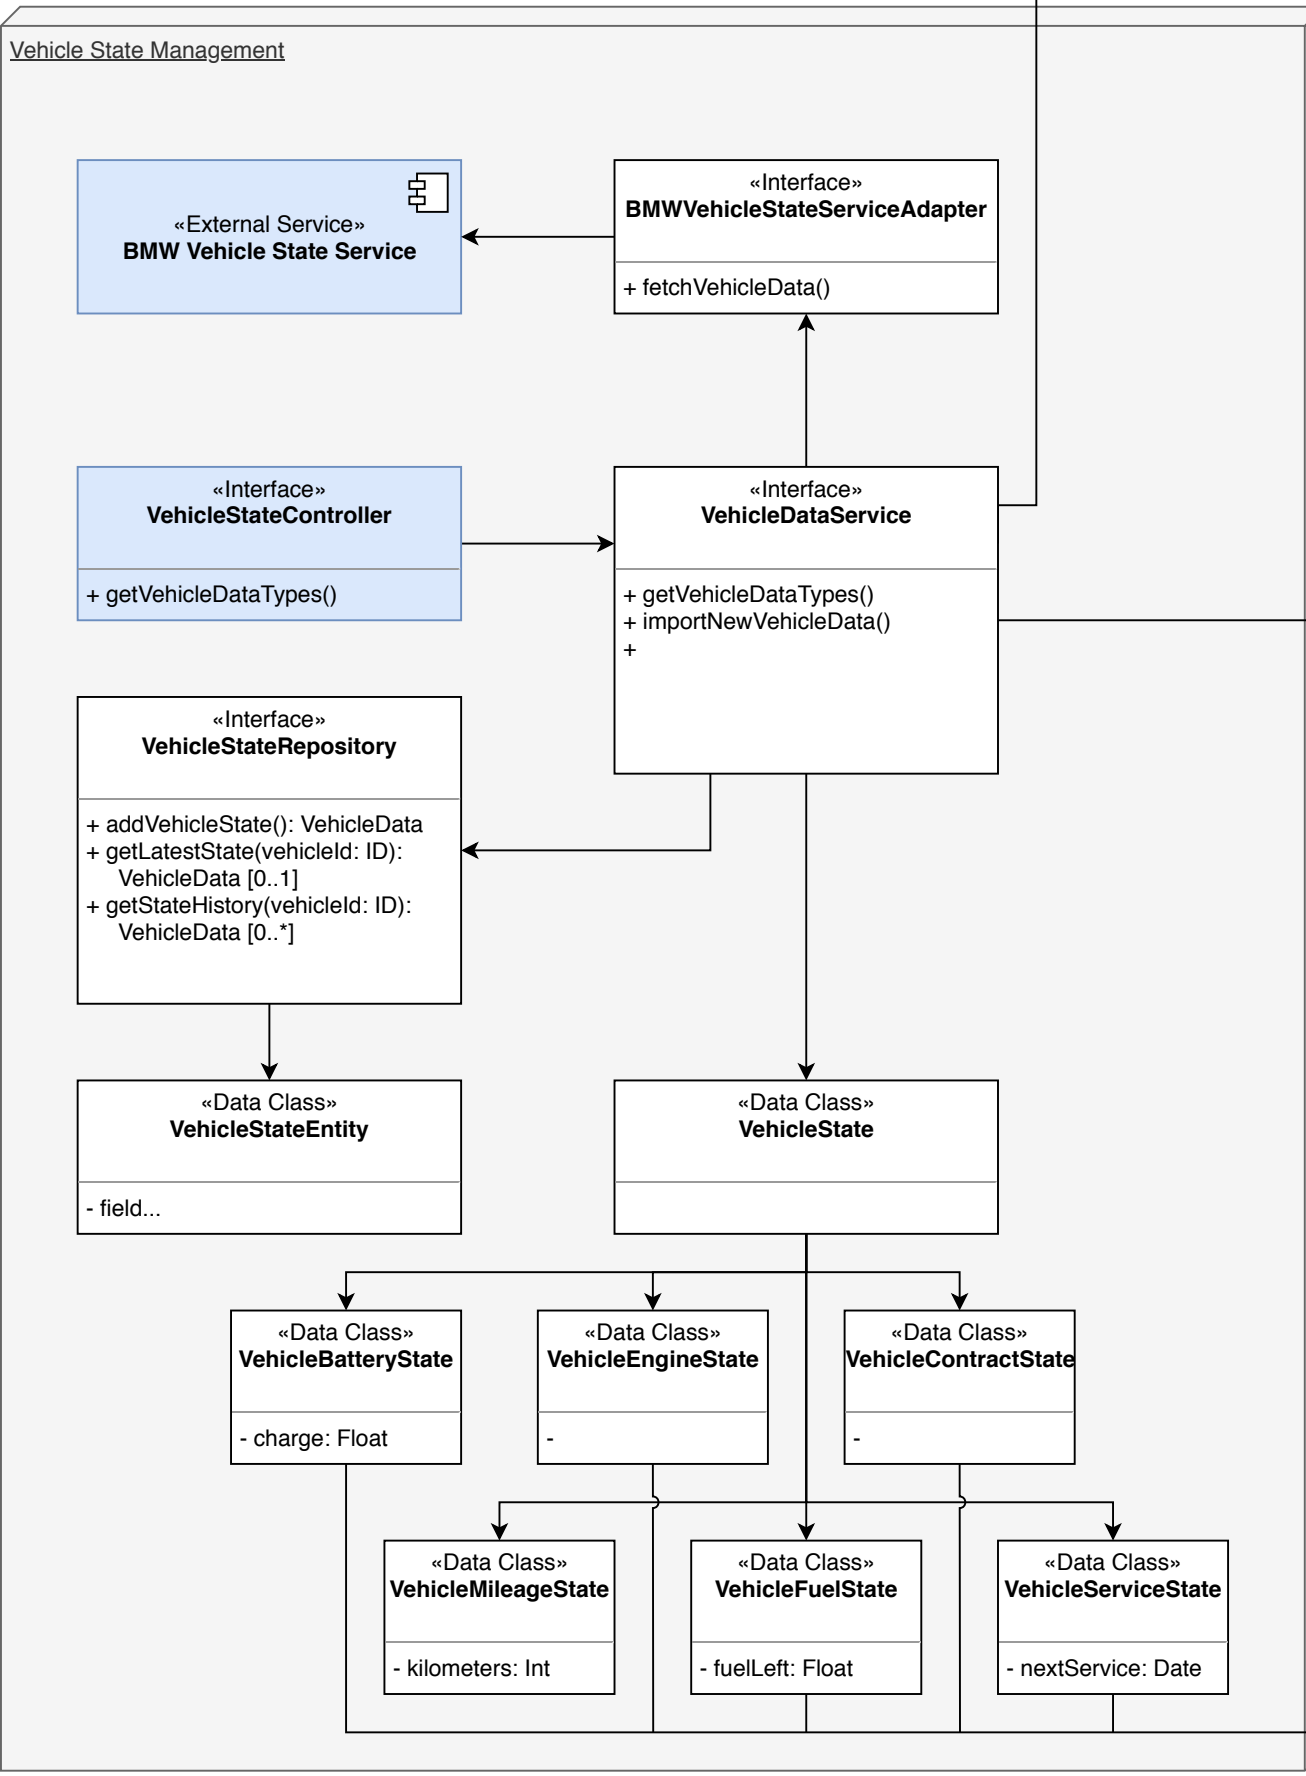 Vehicle State Management
«External Service»
BMW Vehicle State Service
«Interface»
BMWVehicleStateServiceAdapter
+ fetchVehicleData()
«Interface»
VehicleStateController
+ getVehicleDataTypes()
«Interface»
VehicleDataService
+ getVehicleDataTypes()
+ importNewVehicleData()
+
«Interface»
VehicleStateRepository
+ addVehicleState(): VehicleData
+ getLatestState(vehicleId: ID):
VehicleData [0..1]
+ getStateHistory(vehicleId: ID):
VehicleData [0..*]
«Data Class»
VehicleStateEntity
- field...
«Data Class»
VehicleState
«Data Class»
VehicleBatteryState
- charge: Float
«Data Class»
VehicleEngineState
-
«Data Class»
VehicleContractState
-
«Data Class»
VehicleMileageState
- kilometers: Int
«Data Class»
VehicleFuelState
- fuelLeft: Float
«Data Class»
VehicleServiceState
- nextService: Date